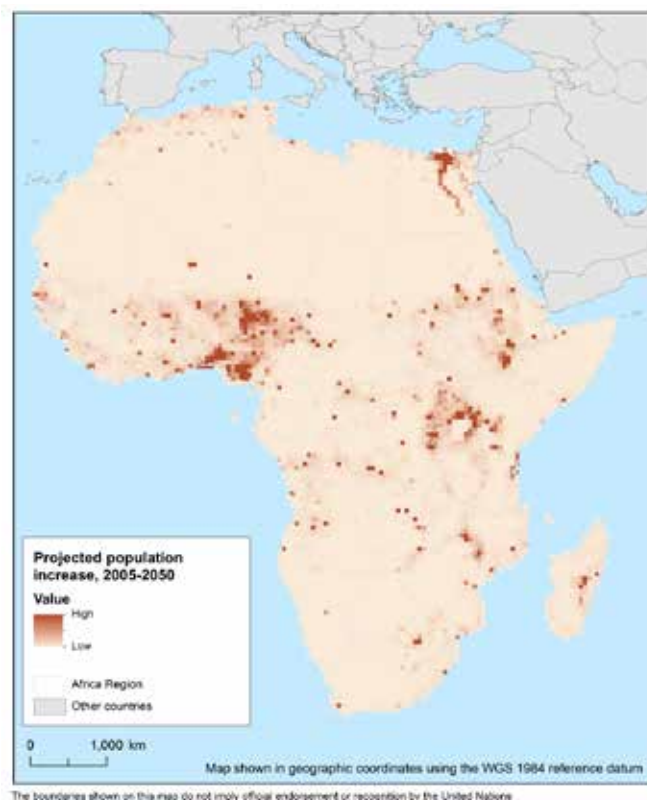 Projected population
increase, 2005-2050
Value
High
Low
Africa Region
Other countries
0 1,000 km
Map shown in geographic coordinates using the WGS 1984 reference datum
The boundaries shown on this map do not imply official endorsement or recognition by the United Nations